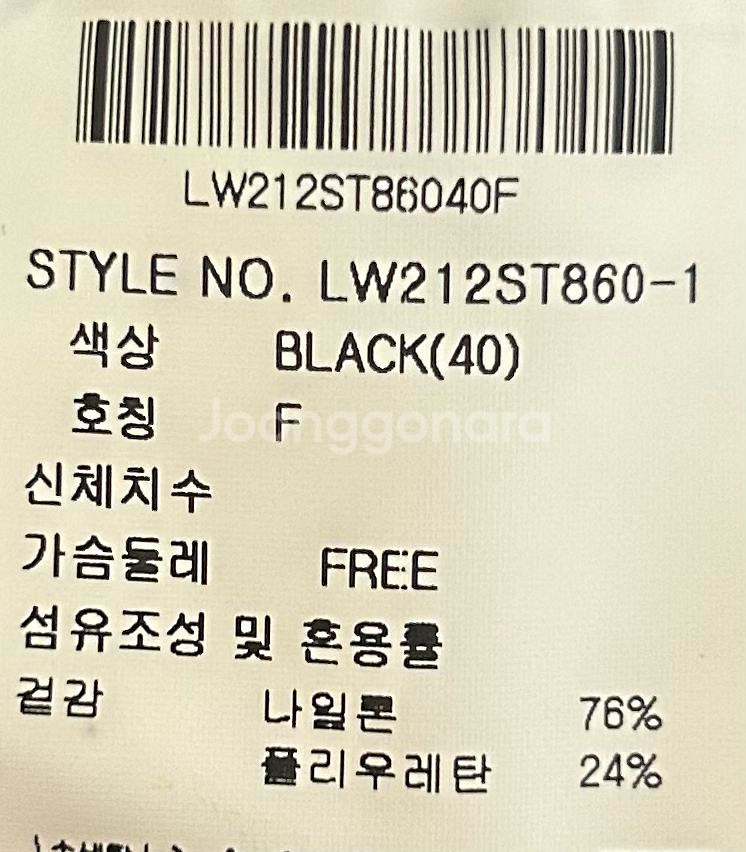 LW212ST86040F
STYLE NO. LW212ST860-1
색상 BLACK(40)
호칭 F
Joonggonara
신체치수
가슴둘레 FREE
섬유조성 및 혼용률
겉감 나일론 76%
폴리우레탄 24%